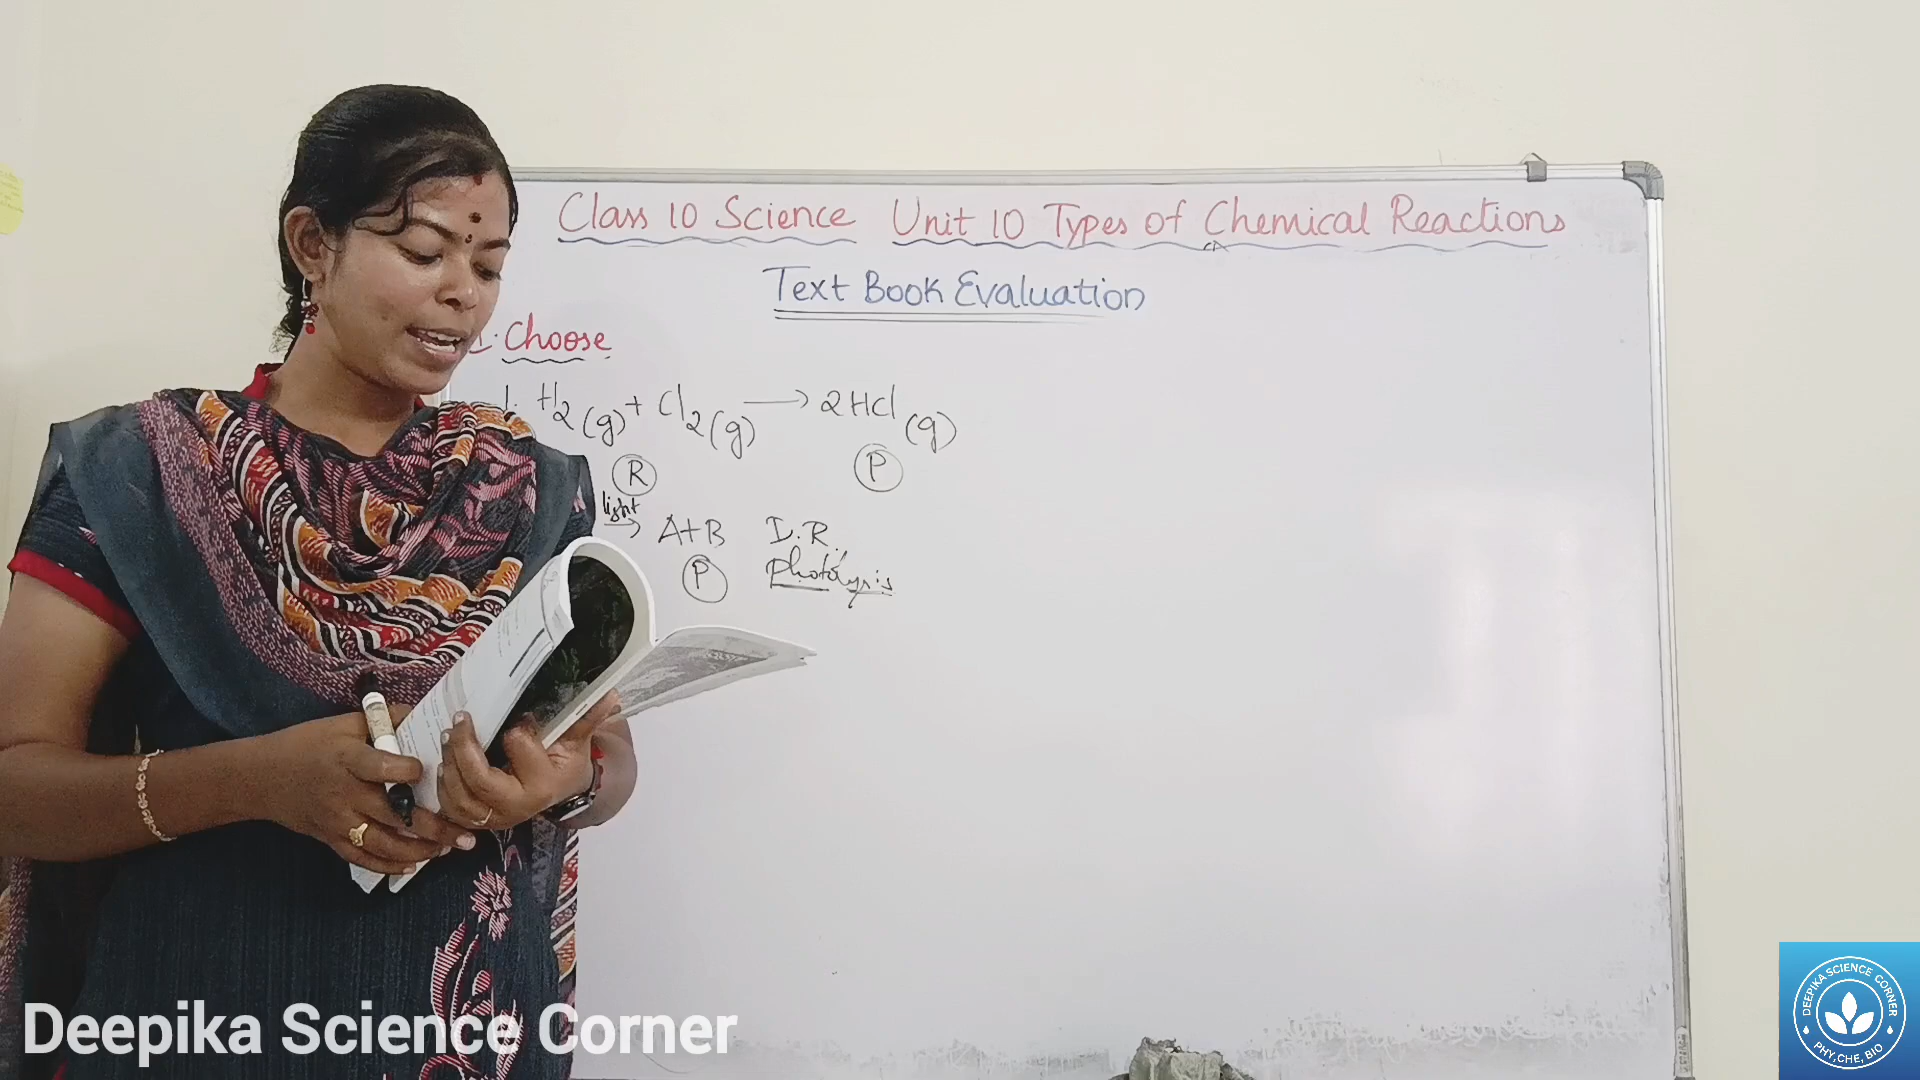 Class 10 Science Unit 10 Types of Chemical Reactions
Text Book Evaluation
I. Choose
1. H2(g) + Cl2(g) → 2HCl(g)
R P
light
→ A+B D.R.
P Photolysis
Deepika Science Corner
DEEPIKA SCIENCE CORNER
PHY, CHE, BIO